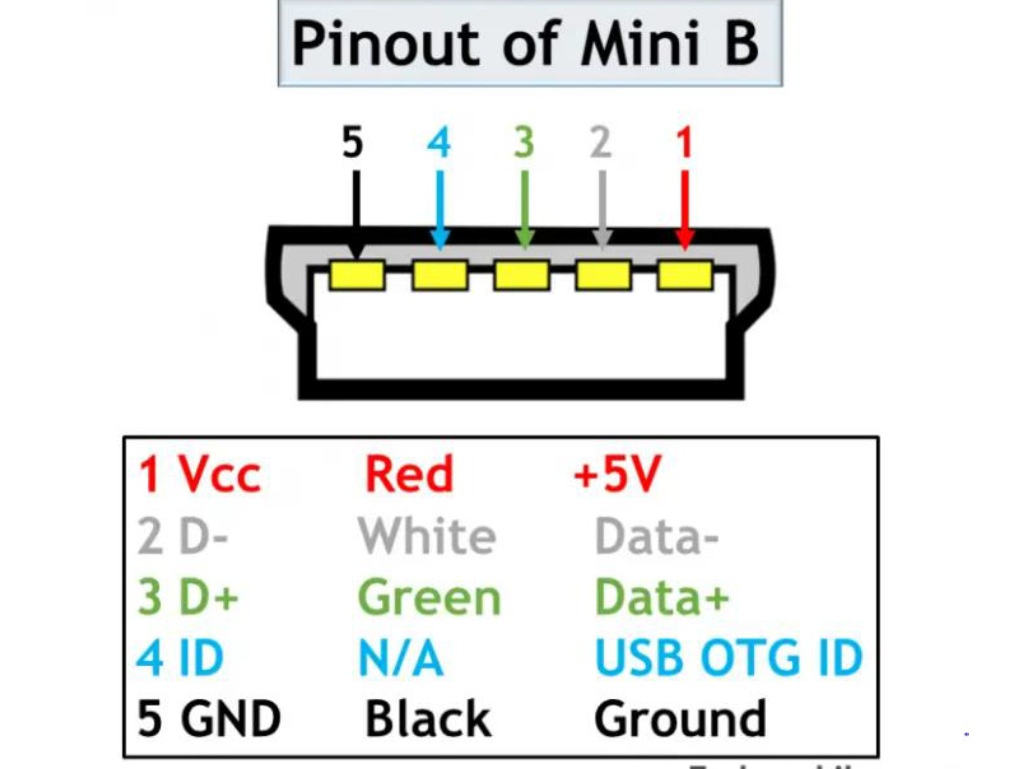 Pinout of Mini B
5 4 3 2 1
1 Vcc Red +5V
2 D- White Data-
3 D+ Green Data+
4 ID N/A USB OTG ID
5 GND Black Ground